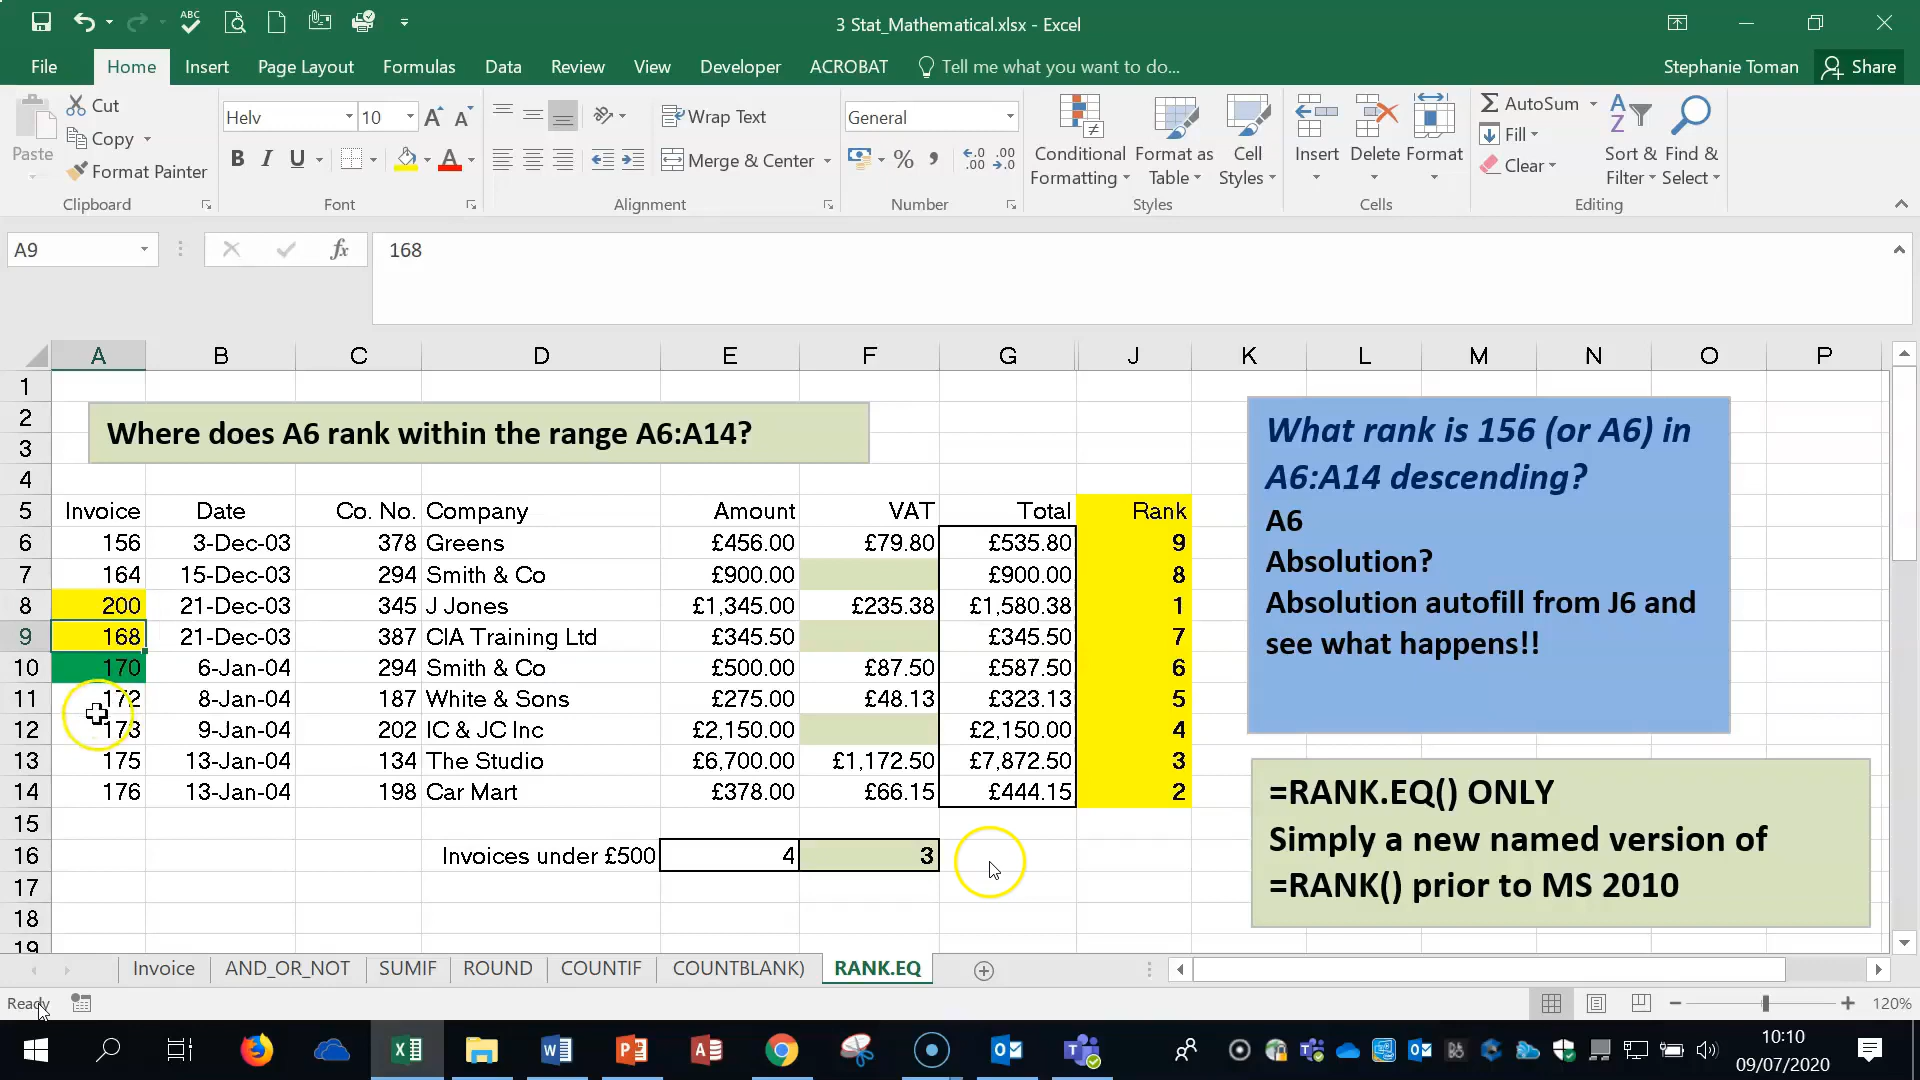 ABC
3 Stat_Mathematical.xlsx - Excel
File Home Insert Page Layout Formulas Data Review View Developer ACROBAT Tell me what you want to do... Stephanie Toman Share
Paste
Cut
Copy
Format Painter
Clipboard
Helv 10 A A
B I U A
Font
Wrap Text
Merge & Center
Alignment
General
% , .00 .00
Number
Conditional Formatting
Format as Table
Cell Styles
Styles
Insert Delete Format
Cells
AutoSum
Fill
Clear
Sort & Filter
Find & Select
Editing
A9 fx 168
A B C D E F G J K L M N O P
1
2
3
4
Where does A6 rank within the range A6:A14?
5 Invoice Date Co. No. Company Amount VAT Total Rank
6 156 3-Dec-03 378 Greens £456.00 £79.80 £535.80 9
7 164 15-Dec-03 294 Smith & Co £900.00 £900.00 8
8 200 21-Dec-03 345 J Jones £1,345.00 £235.38 £1,580.38 1
9 168 21-Dec-03 387 CIA Training Ltd £345.50 £345.50 7
10 170 6-Jan-04 294 Smith & Co £500.00 £87.50 £587.50 6
11 172 8-Jan-04 187 White & Sons £275.00 £48.13 £323.13 5
12 173 9-Jan-04 202 IC & JC Inc £2,150.00 £2,150.00 4
13 175 13-Jan-04 134 The Studio £6,700.00 £1,172.50 £7,872.50 3
14 176 13-Jan-04 198 Car Mart £378.00 £66.15 £444.15 2
15
16 Invoices under £500 4 3
17
18
19
What rank is 156 (or A6) in
A6:A14 descending?
A6
Absolution?
Absolution autofill from J6 and
see what happens!!
=RANK.EQ() ONLY
Simply a new named version of
=RANK() prior to MS 2010
Invoice AND_OR_NOT SUMIF ROUND COUNTIF COUNTBLANK) RANK.EQ
Ready 120%
10:10
09/07/2020